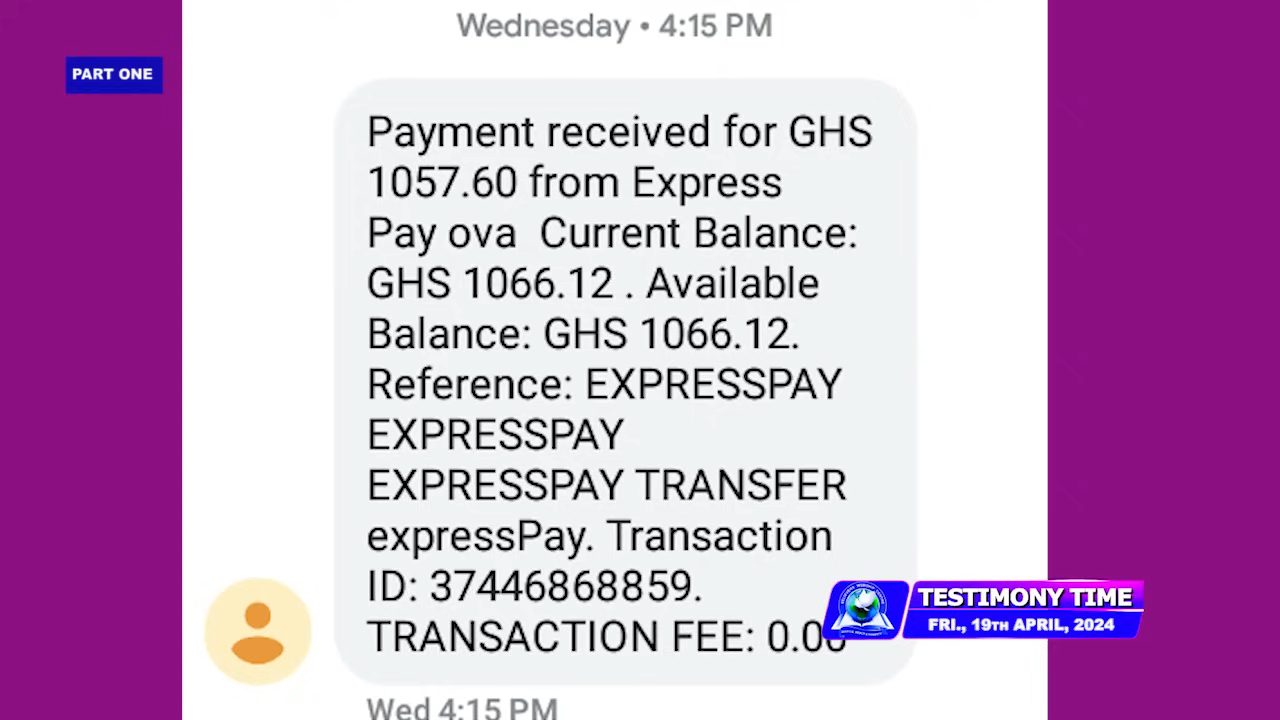 Wednesday • 4:15 PM
PART ONE
Payment received for GHS
1057.60 from Express
Pay ova  Current Balance:
GHS 1066.12 . Available
Balance: GHS 1066.12.
Reference: EXPRESSPAY
EXPRESSPAY
EXPRESSPAY TRANSFER
expressPay. Transaction
ID: 37446868859.
TRANSACTION FEE: 0.00
Wed 4:15 PM
TESTIMONY TIME
FRI., 19TH APRIL, 2024